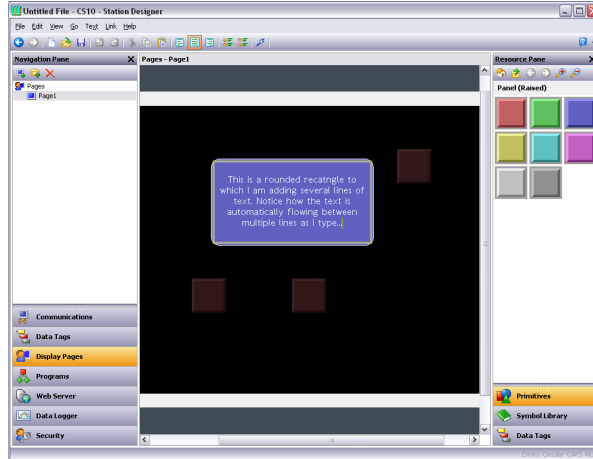 Untitled File - CS10 - Station Designer
File Edit View Go Text Link Help
Navigation Pane
Pages - Page1
Resource Pane
Pages
Page1
Panel (Raised)
This is a rounded recatngle to
which I am adding several lines of
text. Notice how the text is
automatically flowing between
multiple lines as I type...
Communications
Data Tags
Display Pages
Programs
Web Server
Data Logger
Security
Primitives
Symbol Library
Data Tags
Errors Circular CAPS